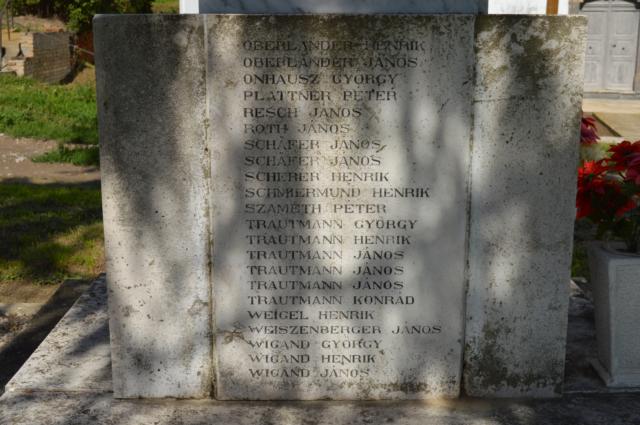 OBERLÄNDER HENRIK
OBERLÄNDER JÁNOS
ONHAUSZ GYÖRGY
PLATTNER PÉTER
RESCH JÁNOS
ROTH JÁNOS
SCHÄFER JÁNOS
SCHÄFER JÁNOS
SCHERER HENRIK
SCHMIERMUND HENRIK
SZAMETH PÉTER
TRAUTMANN GYÖRGY
TRAUTMANN HENRIK
TRAUTMANN JÁNOS
TRAUTMANN JÁNOS
TRAUTMANN JÁNOS
TRAUTMANN KONRÁD
WEIGEL HENRIK
WEISZENBERGER JÁNOS
WIGAND GYÖRGY
WIGAND HENRIK
WIGAND JÁNOS